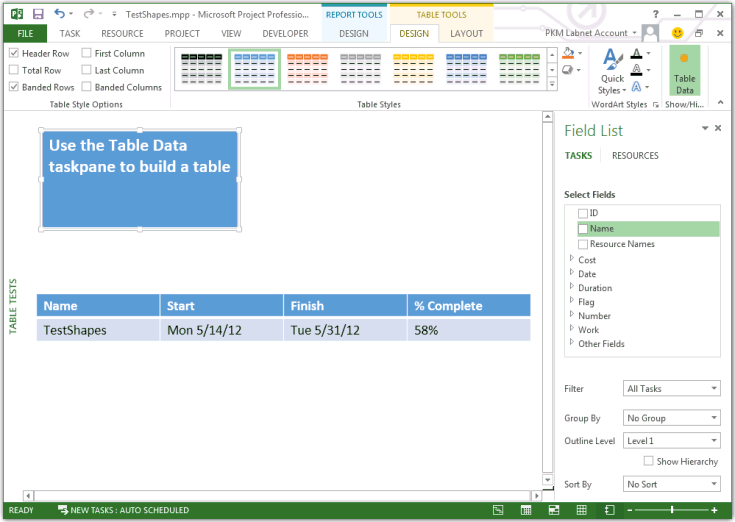 TestShapes.mpp - Microsoft Project Professio...
REPORT TOOLS
TABLE TOOLS
?
FILE
TASK
RESOURCE
PROJECT
VIEW
DEVELOPER
DESIGN
DESIGN
LAYOUT
PKM Labnet Account
Header Row
First Column
Total Row
Last Column
Banded Rows
Banded Columns
Table Style Options
Table Styles
Quick
Styles
WordArt Styles
Table
Data
Show/Hi...
Use the Table Data
taskpane to build a table
TABLE TESTS
Name Start Finish % Complete
TestShapes Mon 5/14/12 Tue 5/31/12 58%
Field List
TASKS RESOURCES
Select Fields
ID
Name
Resource Names
Cost
Date
Duration
Flag
Number
Work
Other Fields
Filter All Tasks
Group By No Group
Outline Level Level 1
Show Hierarchy
Sort By No Sort
READY NEW TASKS : AUTO SCHEDULED